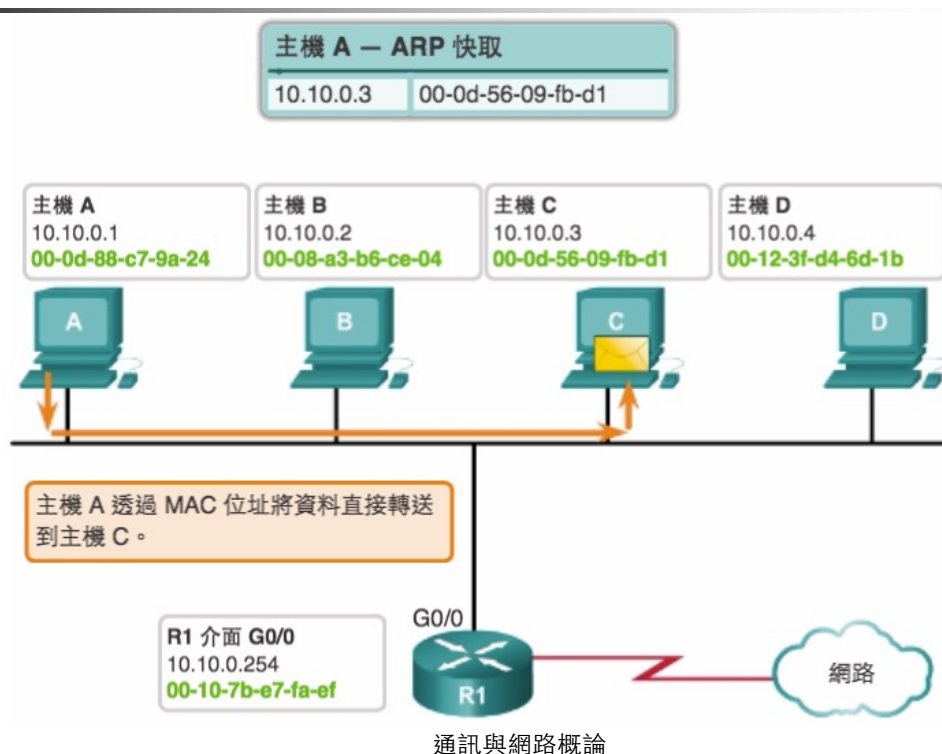 主機 A — ARP 快取
10.10.0.3 00-0d-56-09-fb-d1
主機 A
10.10.0.1
00-0d-88-c7-9a-24
主機 B
10.10.0.2
00-08-a3-b6-ce-04
主機 C
10.10.0.3
00-0d-56-09-fb-d1
主機 D
10.10.0.4
00-12-3f-d4-6d-1b
A
B
C
D
主機 A 透過 MAC 位址將資料直接轉送
到主機 C。
G0/0
R1 介面 G0/0
10.10.0.254
00-10-7b-e7-fa-ef
R1
網路
通訊與網路概論